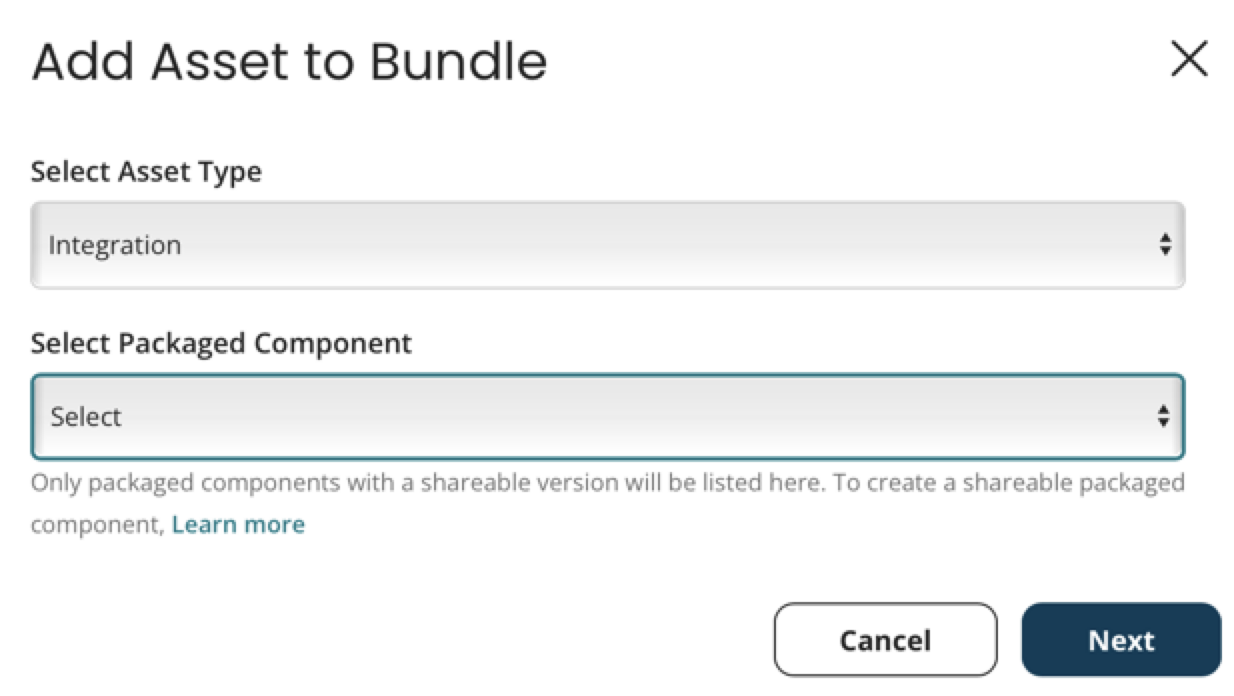 Add Asset to Bundle
Select Asset Type
Integration
Select Packaged Component
Select
Only packaged components with a shareable version will be listed here. To create a shareable packaged
component, Learn more
Cancel
Next